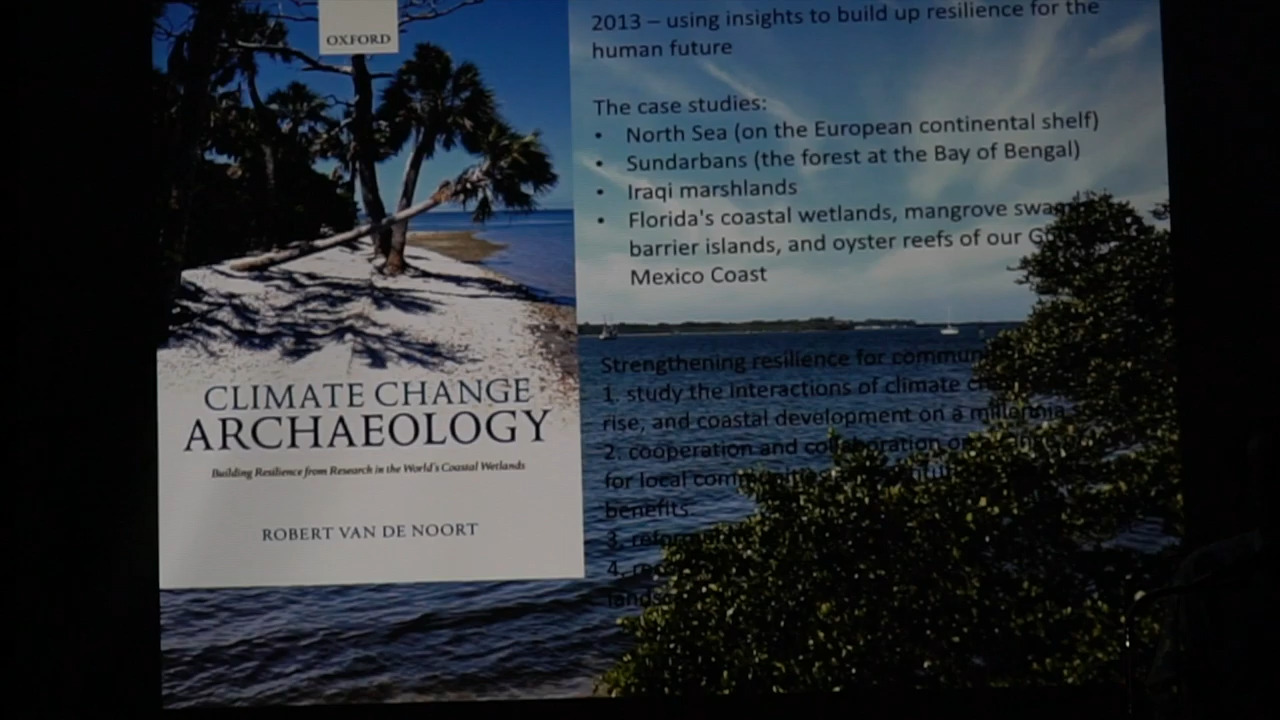 OXFORD
CLIMATE CHANGE
ARCHAEOLOGY
Building Resilience from Research in the World's Coastal Wetlands
ROBERT VAN DE NOORT
2013 – using insights to build up resilience for the
human future
The case studies:
• North Sea (on the European continental shelf)
• Sundarbans (the forest at the Bay of Bengal)
• Iraqi marshlands
• Florida's coastal wetlands, mangrove
barrier islands, and oyster reefs of our
Mexico Coast
Strengthening resilience for
1. study the interactions of climate
rise, and coastal development on a millennia
2. cooperation and collaboration
for local
benefits.
3.
4.